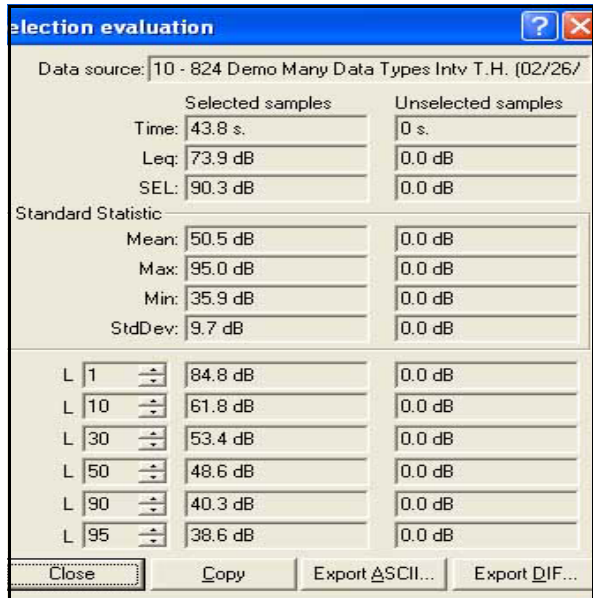 election evaluation
Data source: 10 - 824 Demo Many Data Types Intv T.H. (02/26/
Selected samples Unselected samples
Time: 43.8 s. 0 s.
Leq: 73.9 dB 0.0 dB
SEL: 90.3 dB 0.0 dB
Standard Statistic
Mean: 50.5 dB 0.0 dB
Max: 95.0 dB 0.0 dB
Min: 35.9 dB 0.0 dB
StdDev: 9.7 dB 0.0 dB
L 1 84.8 dB 0.0 dB
L 10 61.8 dB 0.0 dB
L 30 53.4 dB 0.0 dB
L 50 48.6 dB 0.0 dB
L 90 40.3 dB 0.0 dB
L 95 38.6 dB 0.0 dB
Close Copy Export ASCII... Export DIF...